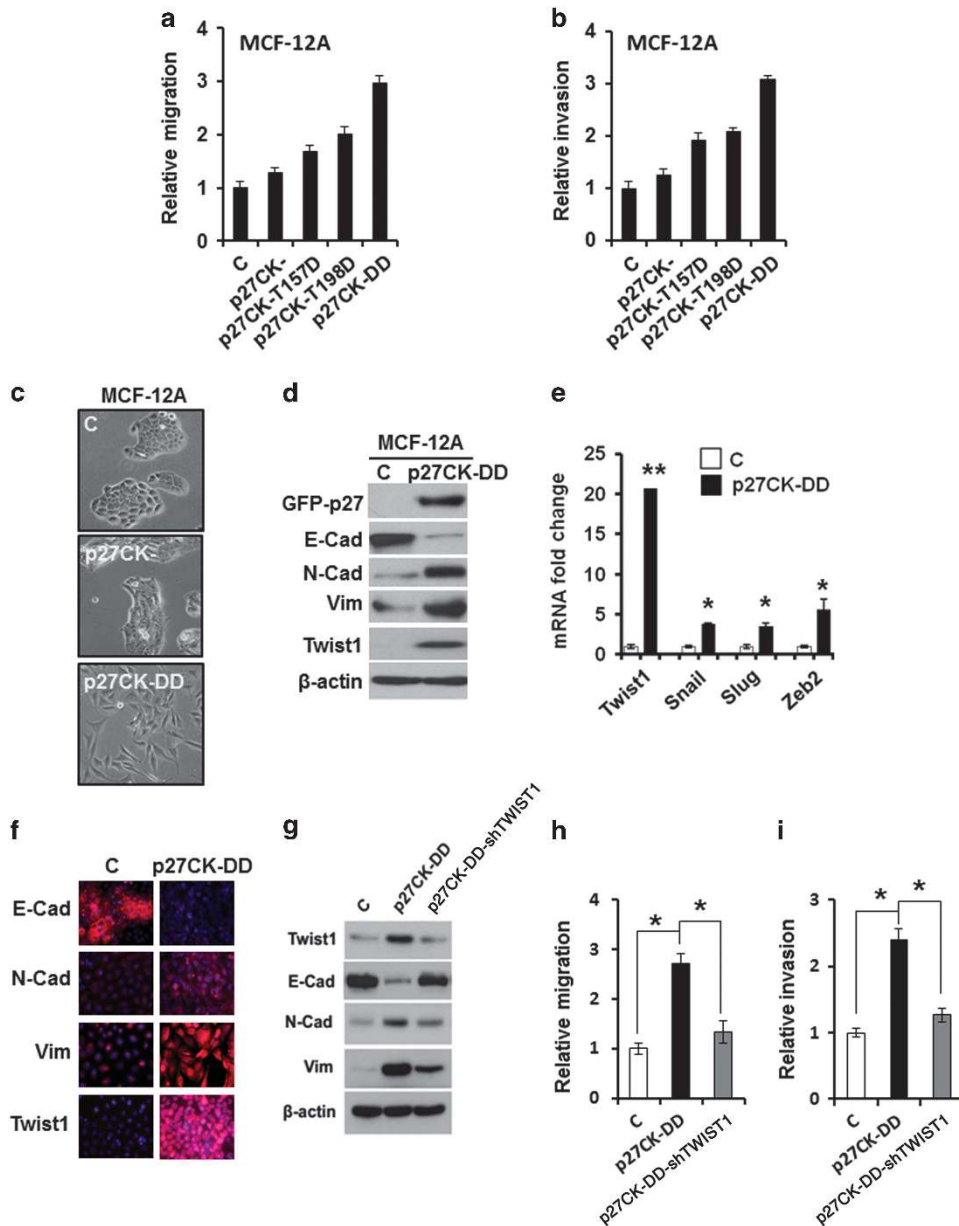 a
MCF-12A
Relative migration
4
3
2
1
0
C
p27CK-
p27CK-T157D
p27CK-T198D
p27CK-DD
b
MCF-12A
Relative invasion
4
3
2
1
0
C
p27CK-
p27CK-T157D
p27CK-T198D
p27CK-DD
c
MCF-12A
C
p27CK-
p27CK-DD
d
MCF-12A
C p27CK-DD
GFP-p27
E-Cad
N-Cad
Vim
Twist1
β-actin
e
mRNA fold change
25
20
15
10
5
0
C
p27CK-DD
**
*
*
*
Twist1
Snail
Slug
Zeb2
f
C p27CK-DD
E-Cad
N-Cad
Vim
Twist1
g
C
p27CK-DD
p27CK-DD-shTWIST1
Twist1
E-Cad
N-Cad
Vim
β-actin
h
Relative migration
4
3
2
1
0
* *
C
p27CK-DD
p27CK-DD-shTWIST1
i
Relative invasion
3
2
1
0
* *
C
p27CK-DD
p27CK-DD-shTWIST1